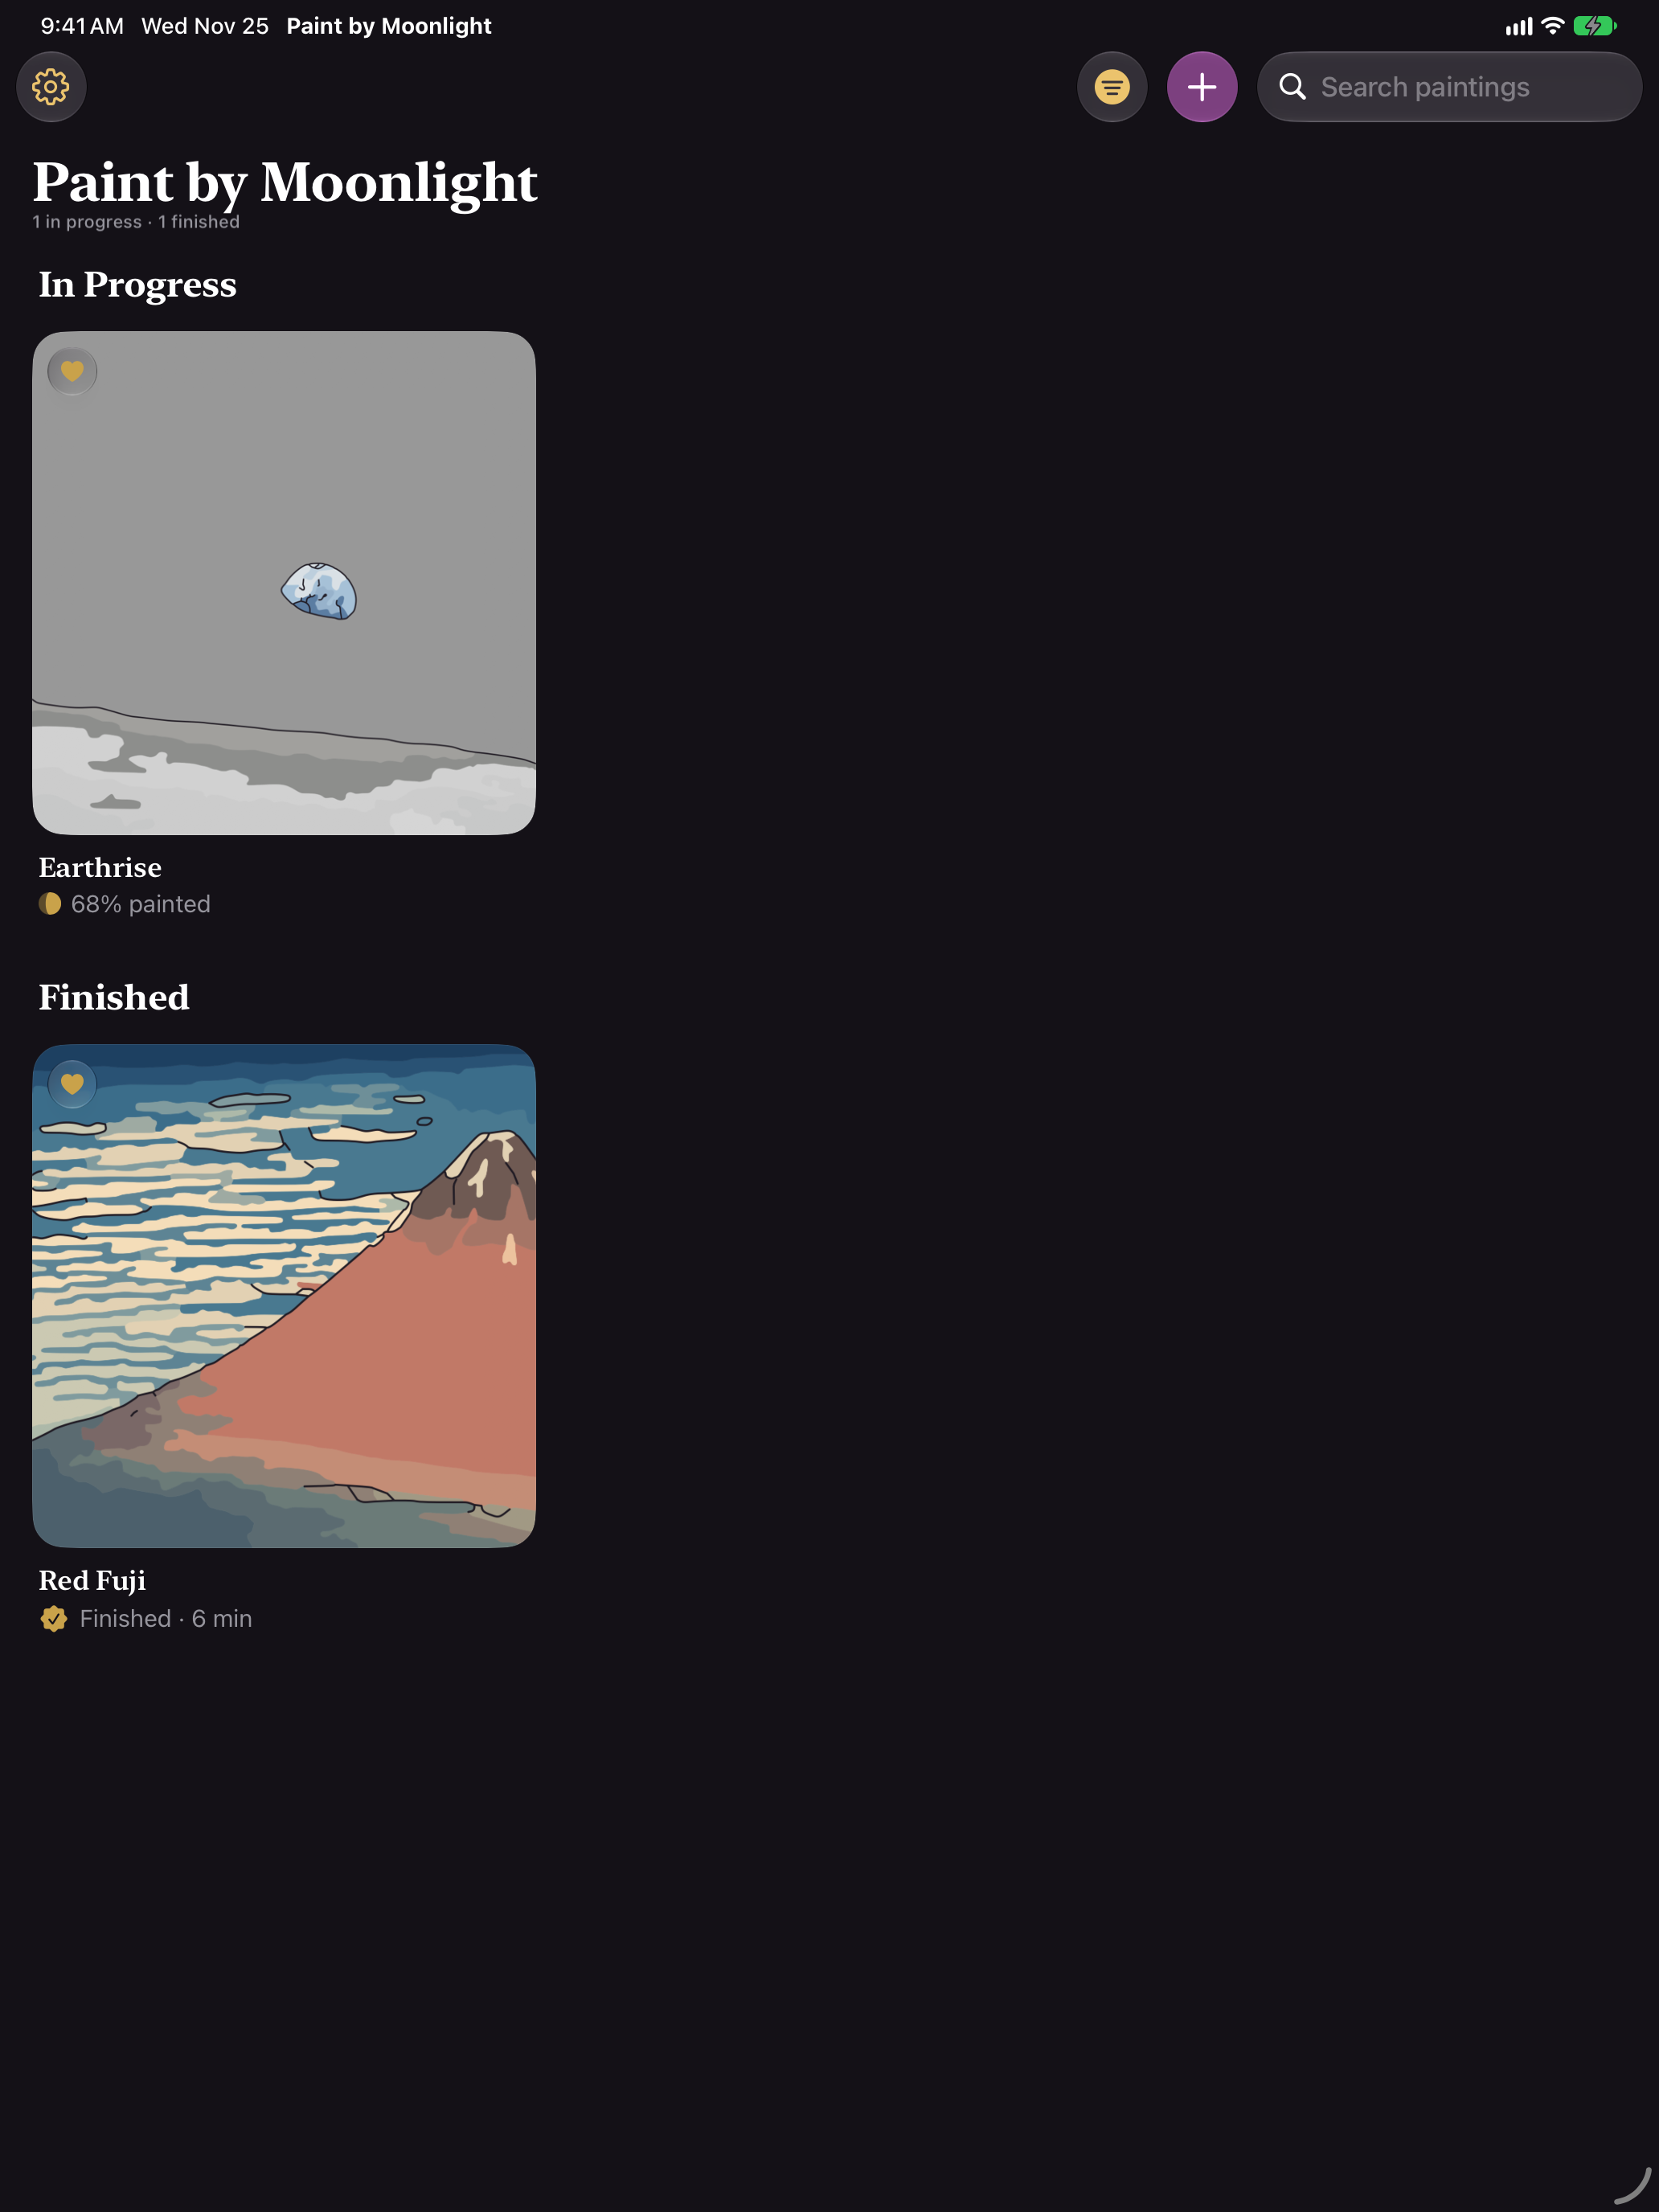 9:41 AM Wed Nov 25 Paint by Moonlight
Search paintings
Paint by Moonlight
1 in progress · 1 finished
In Progress
Earthrise
68% painted
Finished
Red Fuji
Finished · 6 min